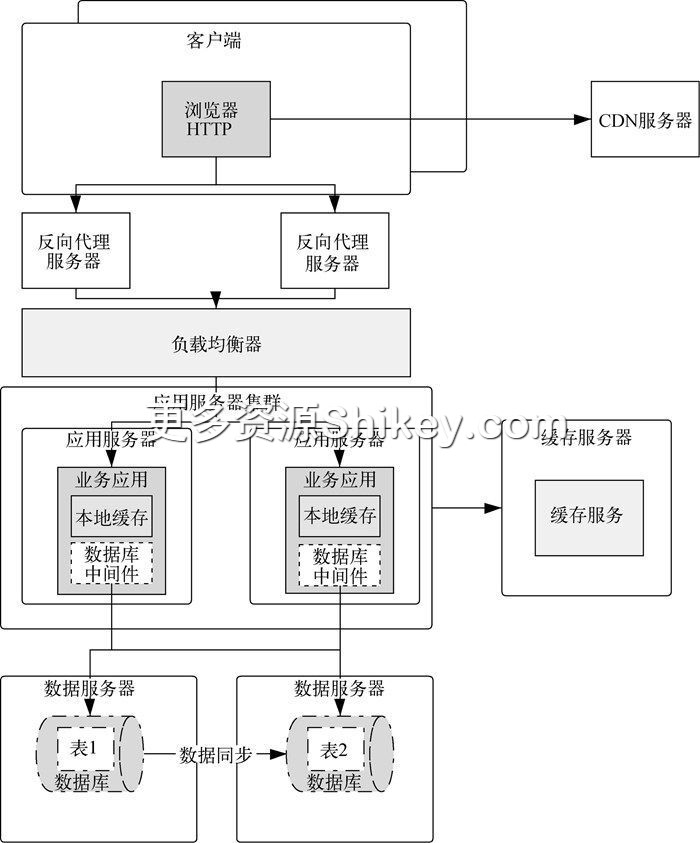 客户端
浏览器
HTTP
CDN服务器
反向代理
服务器
反向代理
服务器
负载均衡器
应用服务器集群
更多资源Shikey.com
应用服务器
应用服务器
缓存服务器
业务应用
业务应用
本地缓存
本地缓存
缓存服务
数据库
中间件
数据库
中间件
数据服务器
数据服务器
表1
数据同步
表2
数据库
数据库